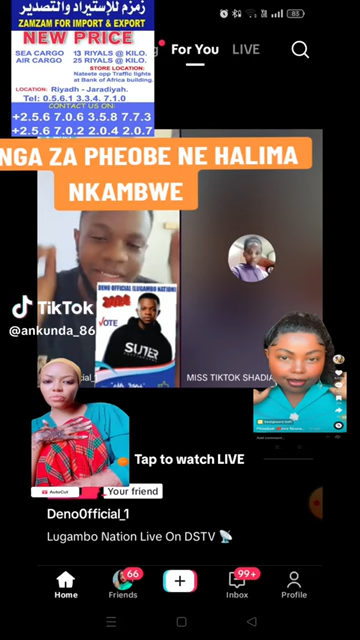 زمزم للإستيراد والتصدير
ZAMZAM FOR IMPORT & EXPORT
NEW PRICE
SEA CARGO 13 RIYALS @ KILO.
AIR CARGO 25 RIYALS @ KILO.
STORE LOCATION:
Nateete opp Traffic lights
at Bank of Africa building.
LOCATION: Riyadh - Jaradiyah.
Tel: 0.5.6.1 3.3.4. 7.1.0
CONTACT US ON:
+2.5.6 7.0.6 3.5.8 7.7.3
+2.5.6 7.0.2 2.0.4 2.0.7
83
For You
LIVE
NGA ZA PHEOBE NE HALIMA
NKAMBWE
TikTok
@ankunda_86
DENO OFFICIAL (LUGAMBO NATION)
VOTE
SUPER
MISS TIKTOK SHADIA
Tap to watch LIVE
AutoCut
Your friend
DenoOfficial_1
Lugambo Nation Live On DSTV
66
99+
Home
Friends
Inbox
Profile